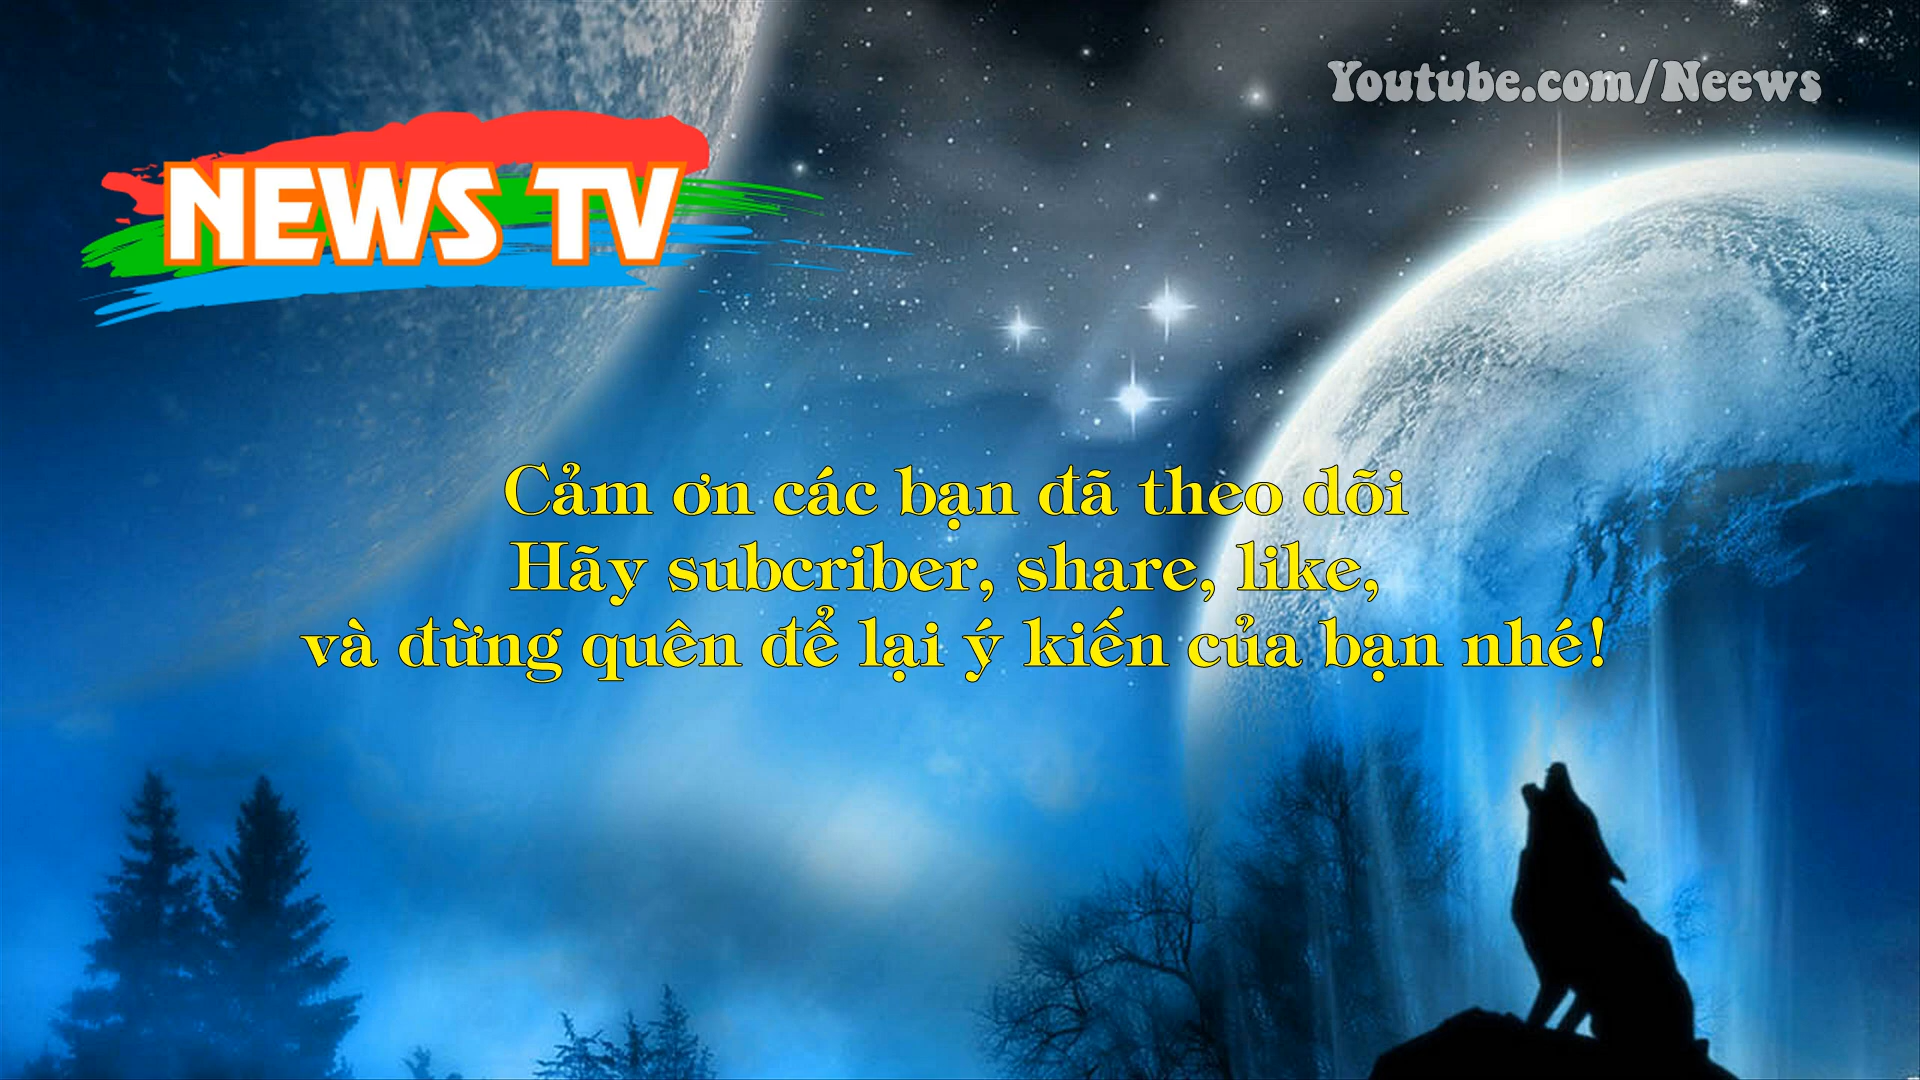 Youtube.com/Neews
NEWS TV
Cảm ơn các bạn đã theo dõi
Hãy subcriber, share, like,
và đừng quên để lại ý kiến của bạn nhé!